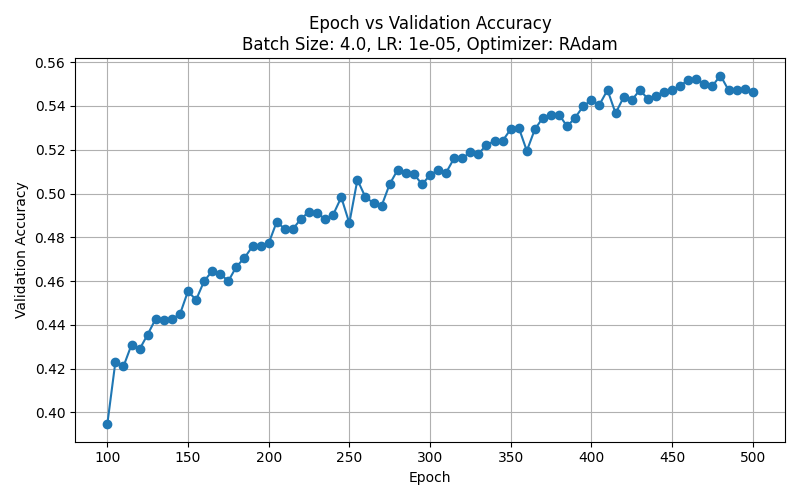 Epoch vs Validation Accuracy
Batch Size: 4.0, LR: 1e-05, Optimizer: RAdam
0.56
0.54
0.52
0.50
0.48
0.46
0.44
0.42
0.40
Validation Accuracy
100 150 200 250 300 350 400 450 500
Epoch